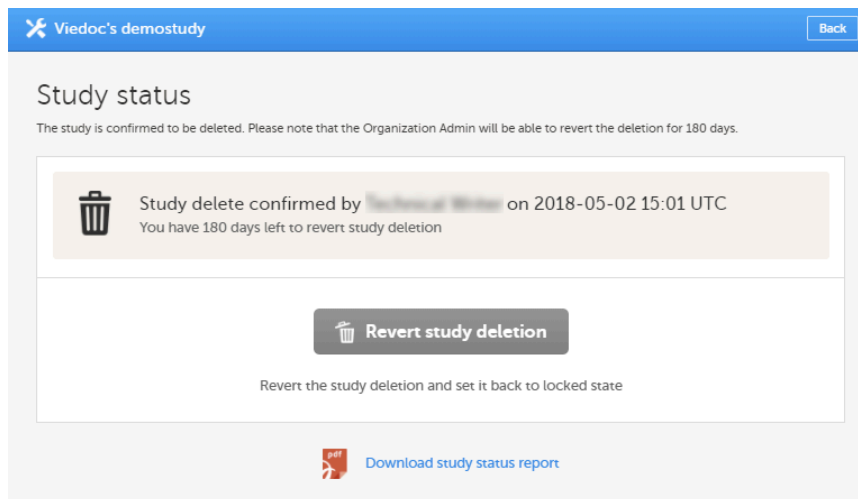 Viedoc's demostudy
Back
Study status
The study is confirmed to be deleted. Please note that the Organization Admin will be able to revert the deletion for 180 days.
Study delete confirmed by on 2018-05-02 15:01 UTC
You have 180 days left to revert study deletion
Revert study deletion
Revert the study deletion and set it back to locked state
pdf
Download study status report